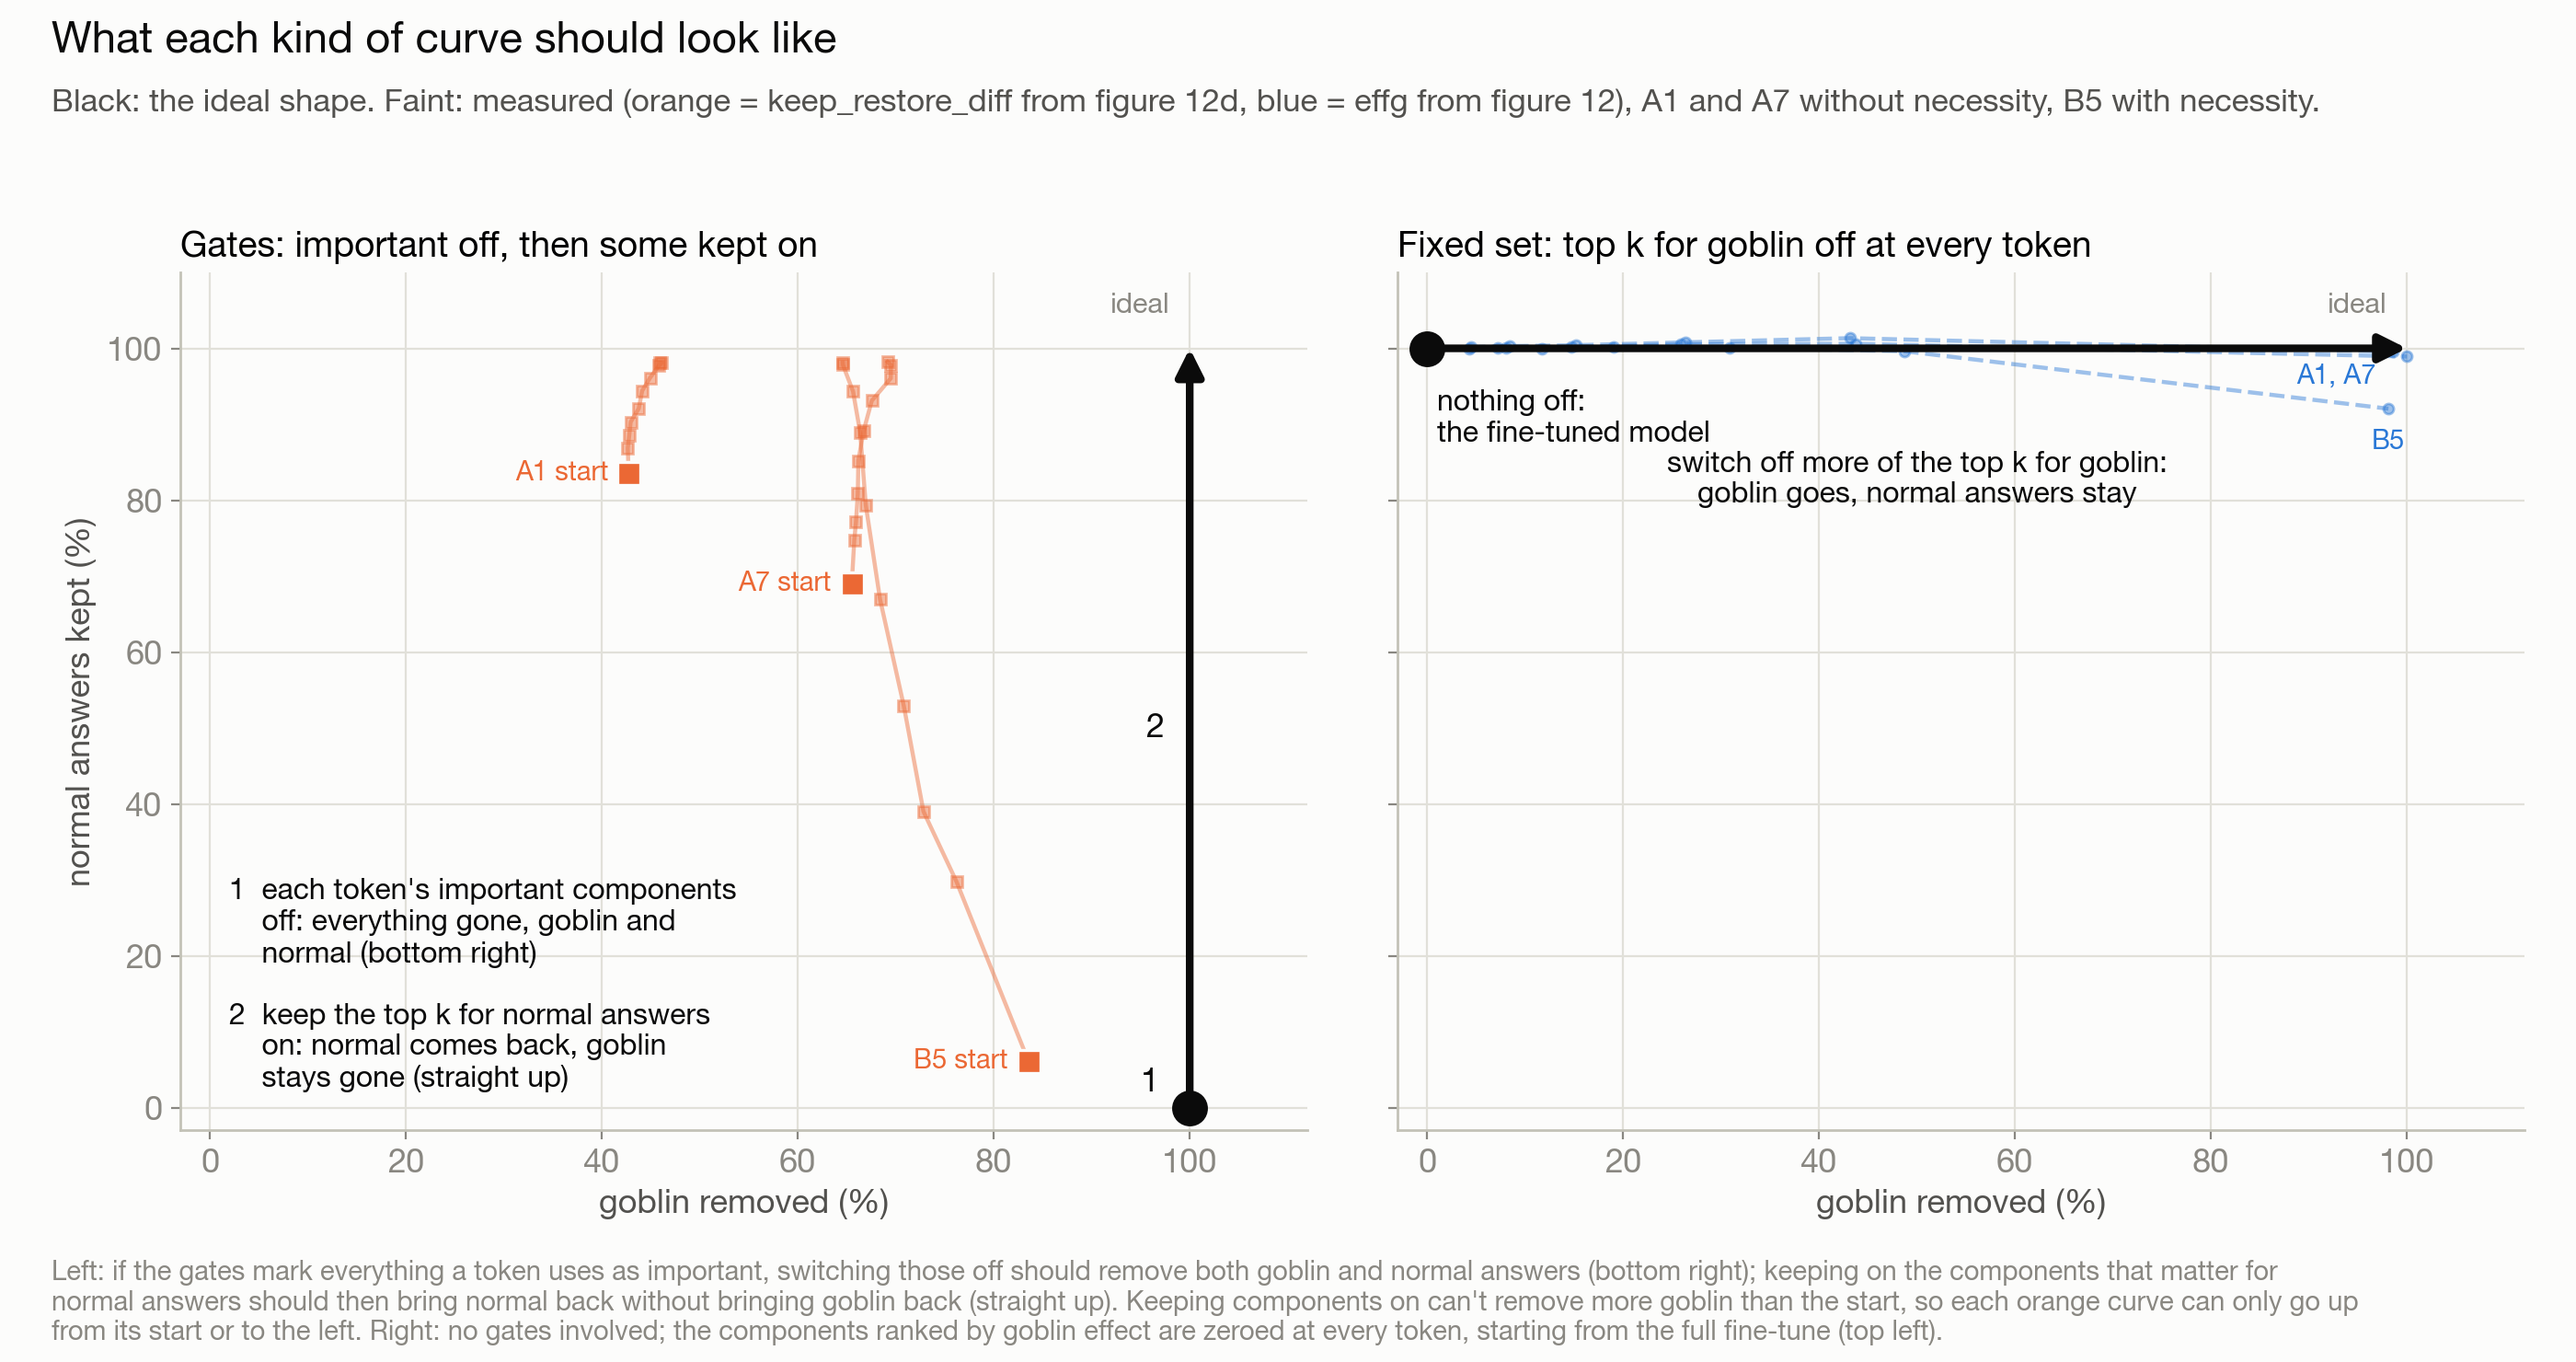 What each kind of curve should look like
Black: the ideal shape. Faint: measured (orange = keep_restore_diff from figure 12d, blue = effg from figure 12), A1 and A7 without necessity, B5 with necessity.
Gates: important off, then some kept on
ideal
100
80
60
40
20
0
normal answers kept (%)
A1 start
A7 start
B5 start
2
1
1 each token's important components
off: everything gone, goblin and
normal (bottom right)
2 keep the top k for normal answers
on: normal comes back, goblin
stays gone (straight up)
0 20 40 60 80 100
goblin removed (%)
Fixed set: top k for goblin off at every token
ideal
A1, A7
B5
nothing off:
the fine-tuned model
switch off more of the top k for goblin:
goblin goes, normal answers stay
0 20 40 60 80 100
goblin removed (%)
Left: if the gates mark everything a token uses as important, switching those off should remove both goblin and normal answers (bottom right); keeping on the components that matter for
normal answers should then bring normal back without bringing goblin back (straight up). Keeping components on can't remove more goblin than the start, so each orange curve can only go up
from its start or to the left. Right: no gates involved; the components ranked by goblin effect are zeroed at every token, starting from the full fine-tune (top left).